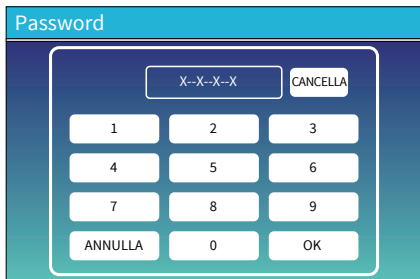 Password
X--X--X--X CANCELLA
1 2 3
4 5 6
7 8 9
ANNULLA 0 OK